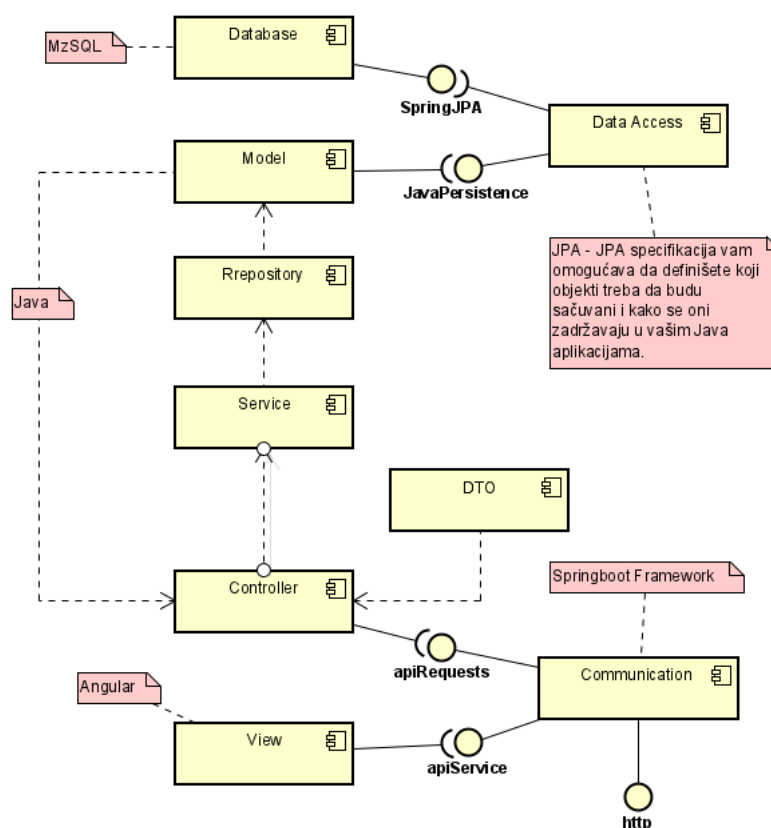 MzSQL
Database
SpringJPA
Data Access
Model
JavaPersistence
JPA - JPA specifikacija vam
omogućava da definišete koji
objekti treba da budu
sačuvani i kako se oni
zadržavaju u vašim Java
aplikacijama.
Rrepository
Java
Service
DTO
Springboot Framework
Controller
apiRequests
Communication
Angular
View
apiService
http